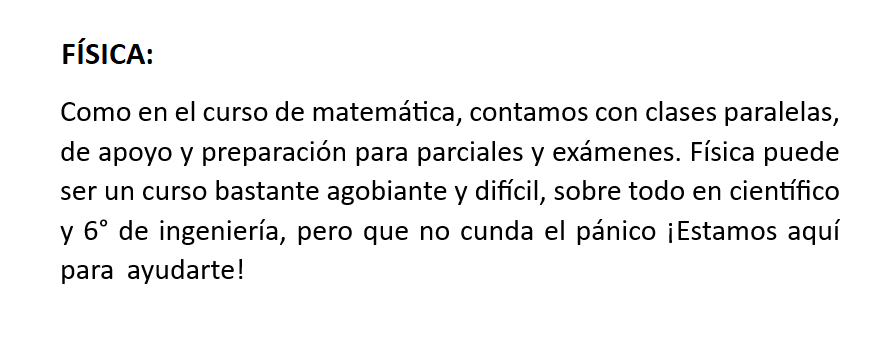 FÍSICA:
Como en el curso de matemática, contamos con clases paralelas,
de apoyo y preparación para parciales y exámenes. Física puede
ser un curso bastante agobiante y difícil, sobre todo en científico
y 6° de ingeniería, pero que no cunda el pánico ¡Estamos aquí
para ayudarte!